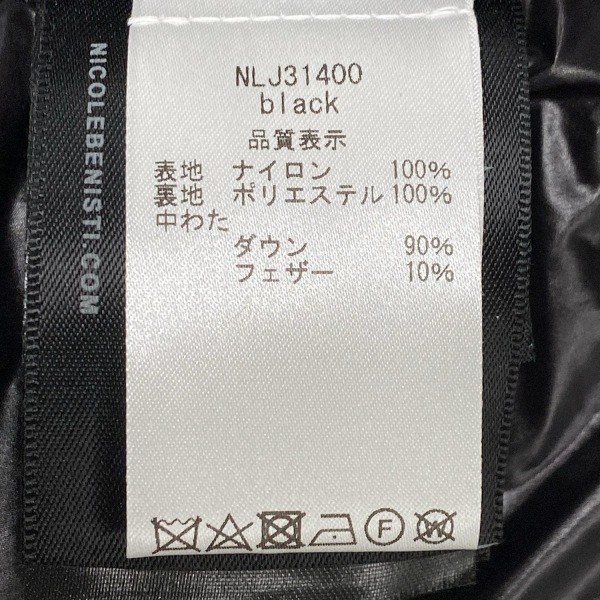 NLJ31400
black
品質表示
表地 ナイロン 100%
裏地 ポリエステル 100%
中わた
ダウン 90%
フェザー 10%
F W
NICOLEBENISTI.COM